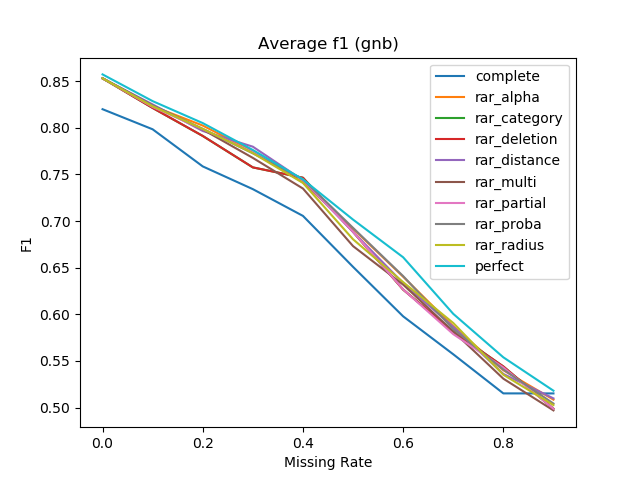 Average f1 (gnb)
complete
rar_alpha
rar_category
rar_deletion
rar_distance
rar_multi
rar_partial
rar_proba
rar_radius
perfect
0.85
0.80
0.75
0.70
0.65
0.60
0.55
0.50
F1
0.0 0.2 0.4 0.6 0.8
Missing Rate